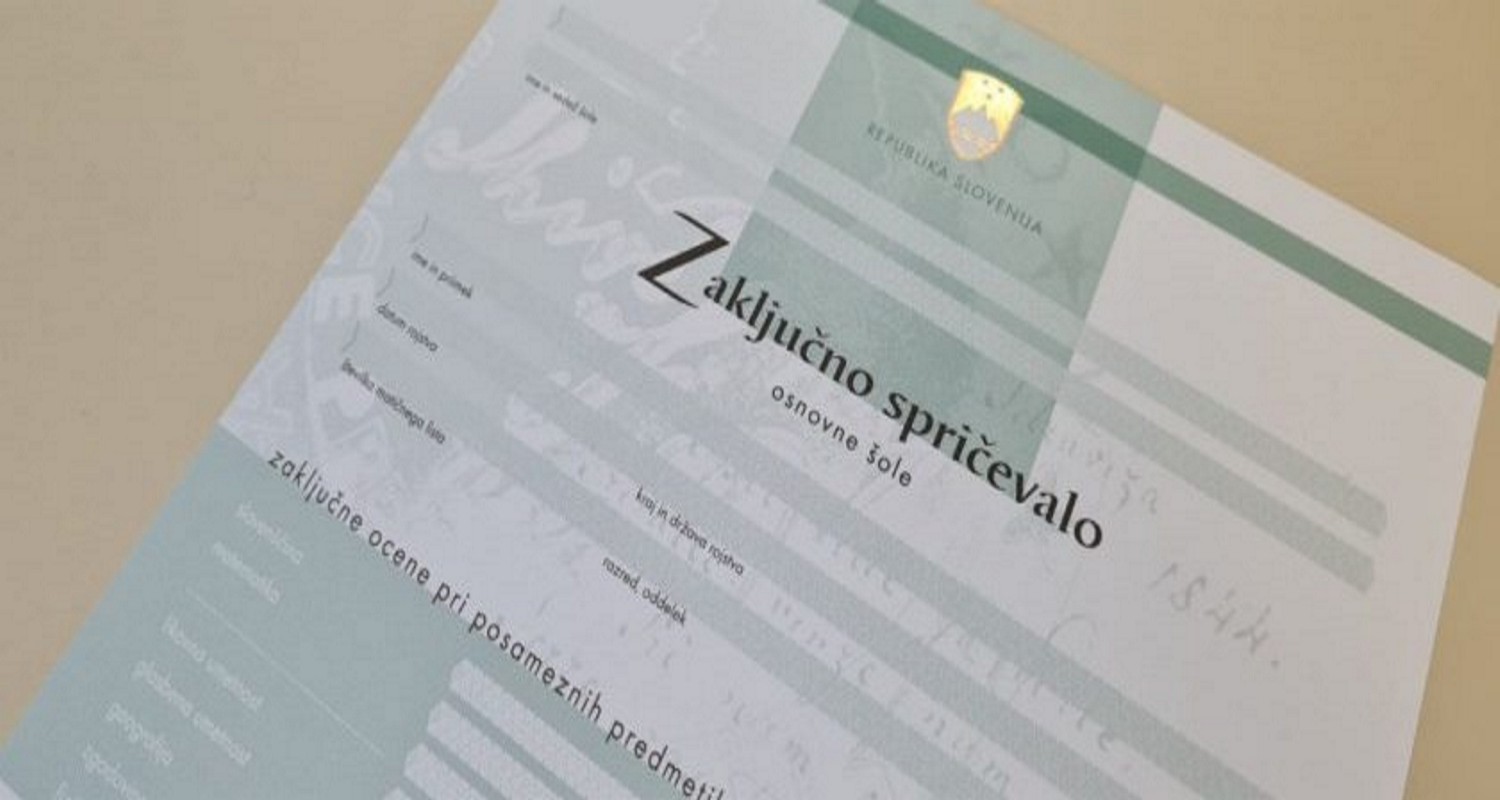 REPUBLIKA SLOVENIJA
ime in sedež šole
Zaključno spričevalo
osnovne šole
ime in priimek
datum rojstva
kraj in država rojstva
številka matičnega lista
razred, oddelek
zaključne ocene pri posameznih predmetih
slovenščina
matematika
likovna umetnost
glasbena umetnost
geografija
1844.